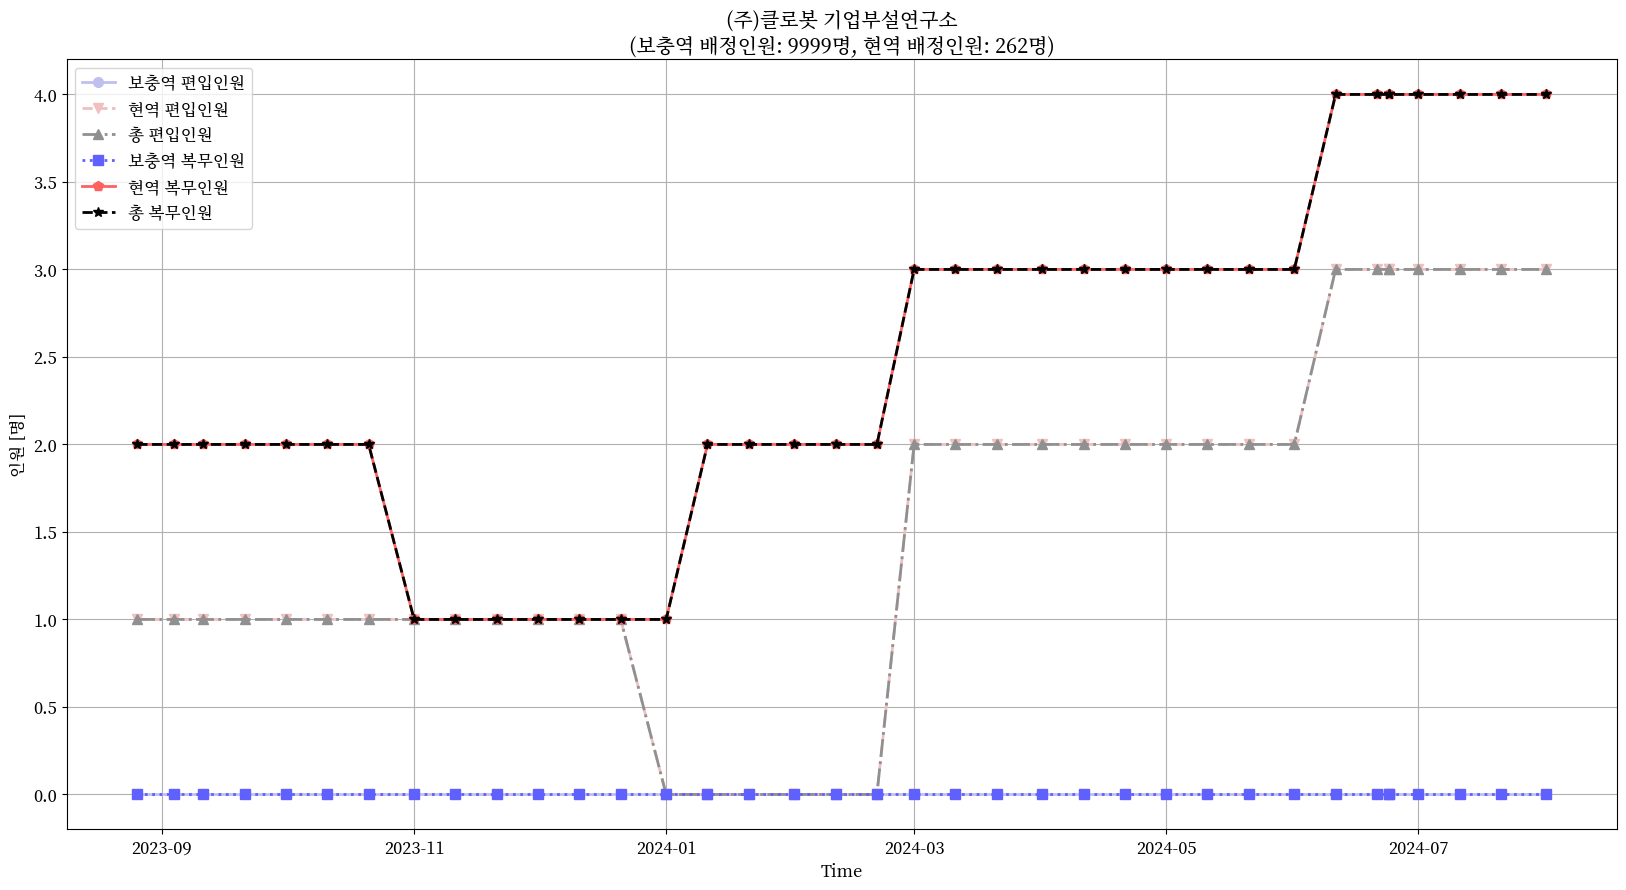 (주)클로봇 기업부설연구소
(보충역 배정인원: 9999명, 현역 배정인원: 262명)
보충역 편입인원
현역 편입인원
총 편입인원
보충역 복무인원
현역 복무인원
총 복무인원
4.0
3.5
3.0
2.5
2.0
1.5
1.0
0.5
0.0
인원 [명]
2023-09 2023-11 2024-01 2024-03 2024-05 2024-07
Time